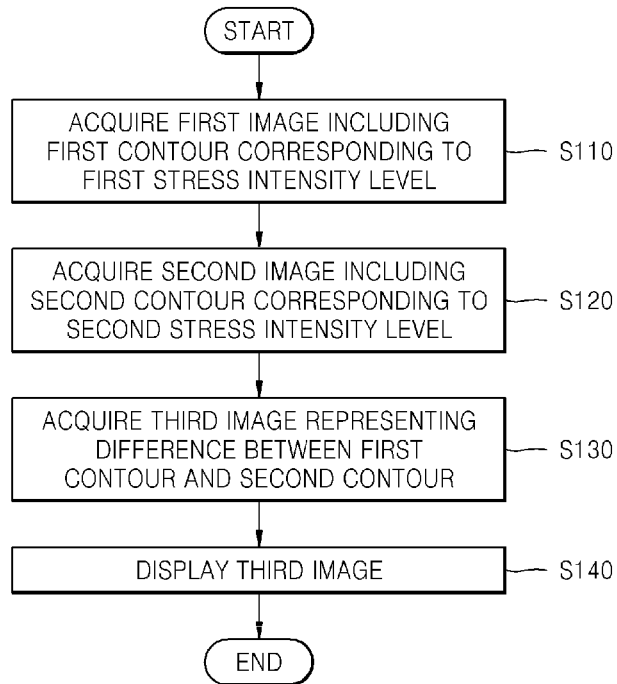 START
ACQUIRE FIRST IMAGE INCLUDING
FIRST CONTOUR CORRESPONDING TO
FIRST STRESS INTENSITY LEVEL
S110
ACQUIRE SECOND IMAGE INCLUDING
SECOND CONTOUR CORRESPONDING TO
SECOND STRESS INTENSITY LEVEL
S120
ACQUIRE THIRD IMAGE REPRESENTING
DIFFERENCE BETWEEN FIRST
CONTOUR AND SECOND CONTOUR
S130
DISPLAY THIRD IMAGE
S140
END